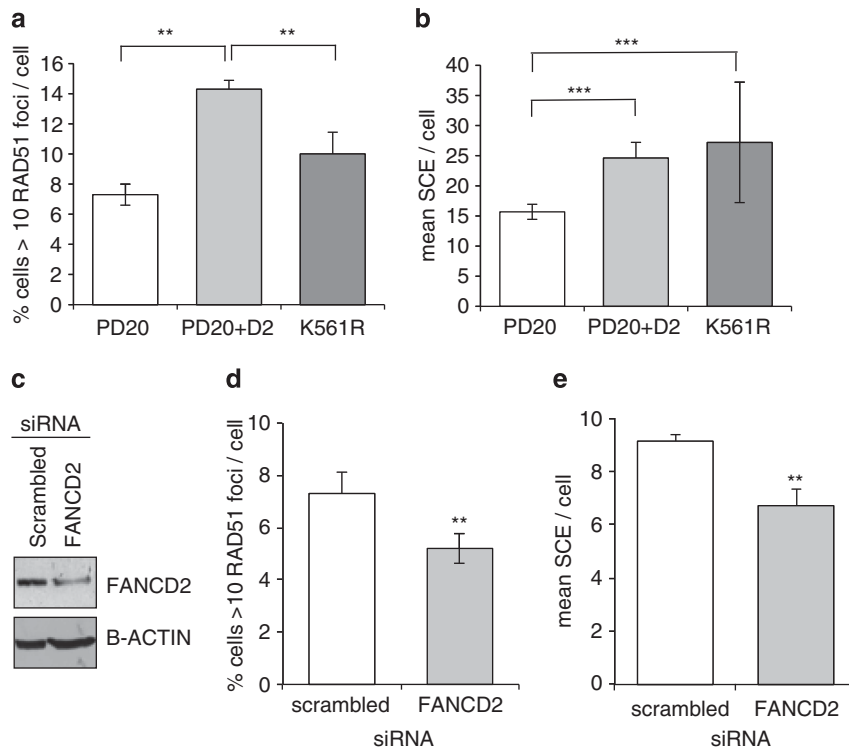 a
** **
% cells > 10 RAD51 foci / cell
16
14
12
10
8
6
4
2
0
PD20 PD20+D2 K561R
b
***
***
mean SCE / cell
40
35
30
25
20
15
10
5
0
PD20 PD20+D2 K561R
c
siRNA
Scrambled
FANCD2
FANCD2
B-ACTIN
d
% cells >10 RAD51 foci / cell
10
8
6
4
2
0
**
scrambled FANCD2
siRNA
e
mean SCE / cell
10
8
6
4
2
0
**
scrambled FANCD2
siRNA